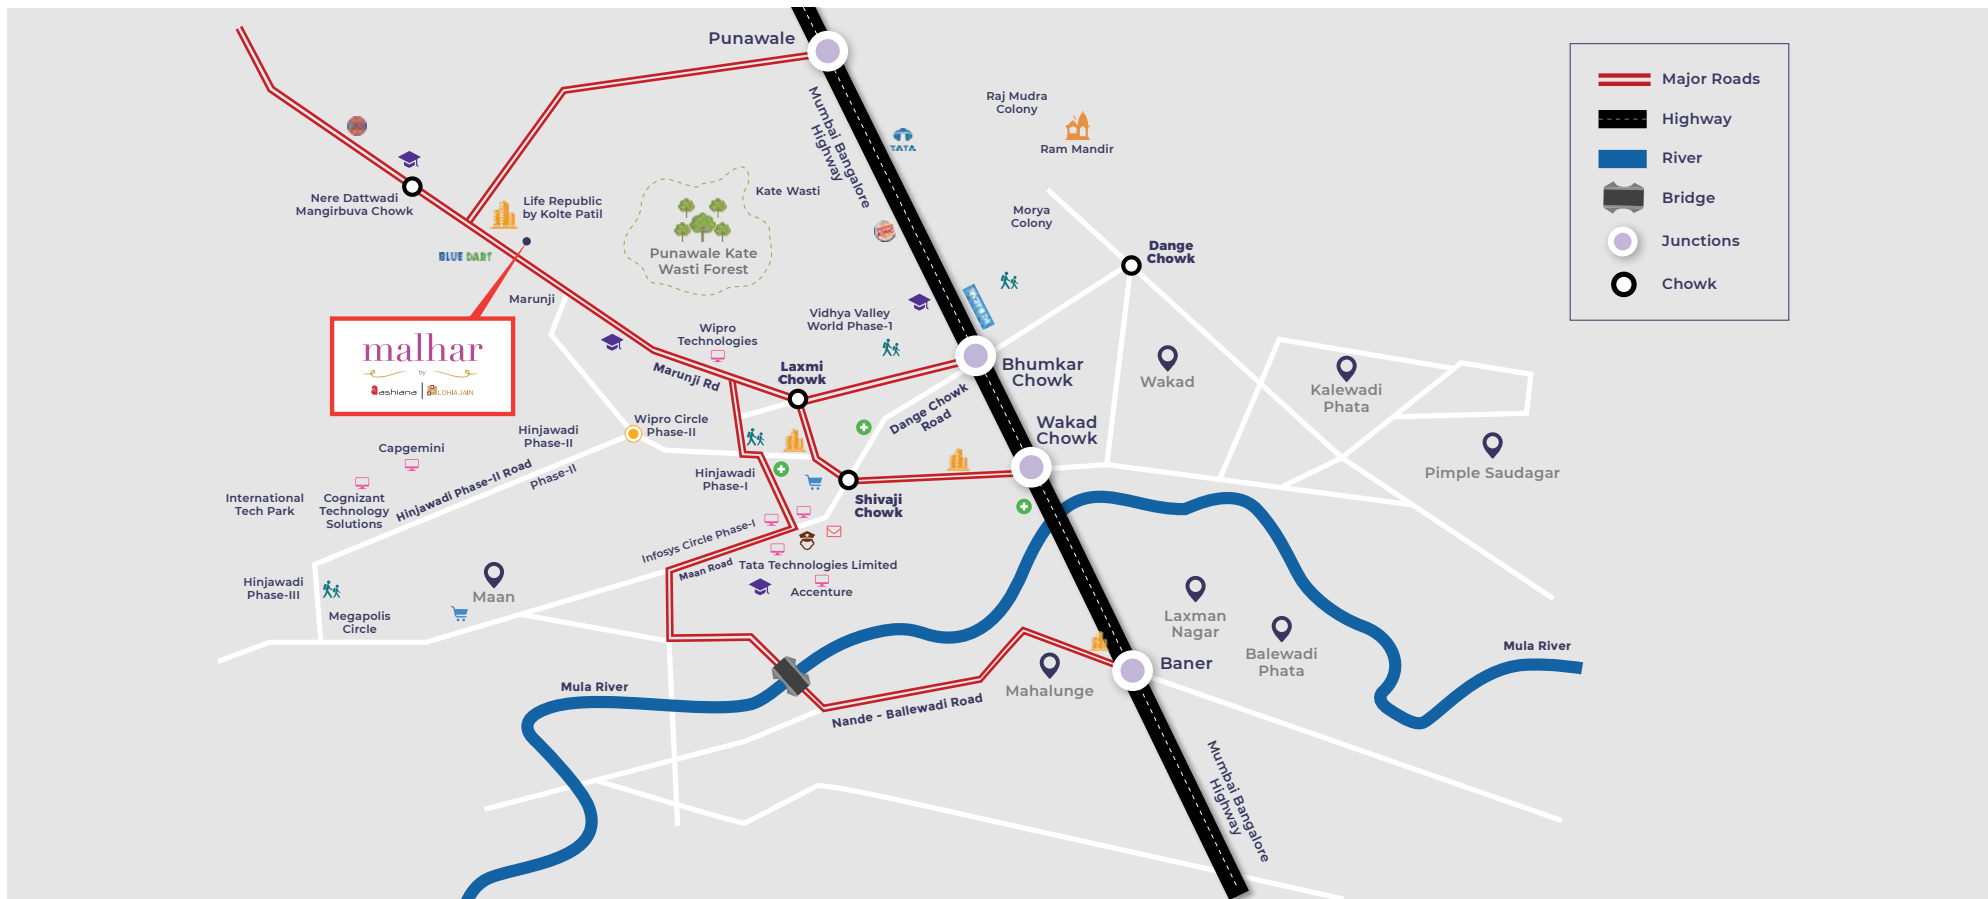 Punawale
Mumbai Bangalore
Highway
TATA
Raj Mudra
Colony
Ram Mandir
Major Roads
Highway
River
Bridge
Junctions
Chowk
Nere Dattwadi
Mangirbuva Chowk
Life Republic
by Kolte Patil
BLUE DART
Kate Wasti
Punawale Kate
Wasti Forest
Morya
Colony
Dange
Chowk
Marunji
malhar
by
aashiana
LOHIA JAIN
Wipro
Technologies
Vidhya Valley
World Phase-1
Marunji Rd
Laxmi
Chowk
Bhumkar
Chowk
Dange Chowk
Road
Wakad
Kalewadi
Phata
Wakad
Chowk
Pimple Saudagar
Wipro Circle
Phase-II
Hinjawadi
Phase-II
Capgemini
Hinjawadi Phase-II Road
Phase-II
International
Tech Park
Cognizant
Technology
Solutions
Hinjawadi
Phase-I
Shivaji
Chowk
Infosys Circle Phase-I
Maan Road
Tata Technologies Limited
Accenture
Hinjawadi
Phase-III
Megapolis
Circle
Maan
Laxman
Nagar
Balewadi
Phata
Mula River
Baner
Mahalunge
Mula River
Nande - Ballewadi Road
Mumbai Bangalore
Highway